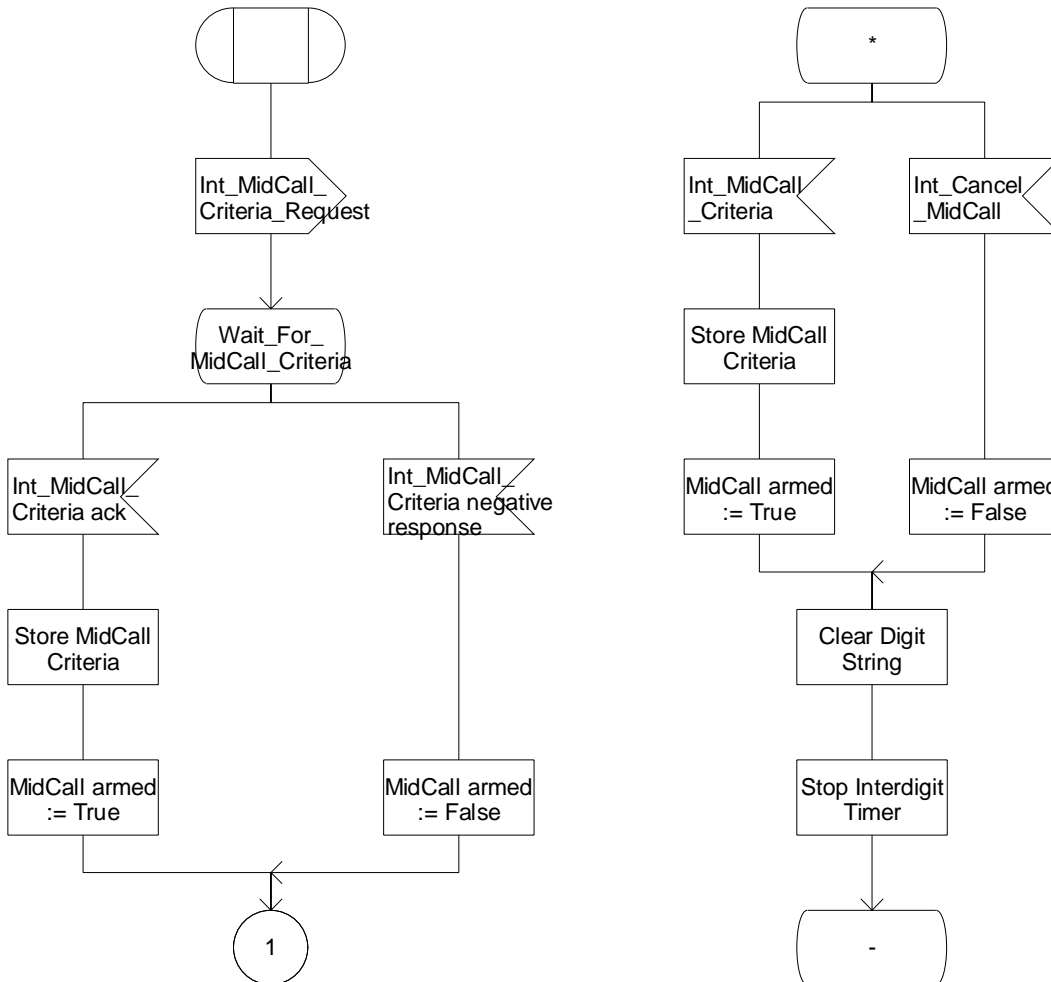 Int_MidCall_
Criteria_Request
Wait_For_
MidCall_Criteria
Int_MidCall_
Criteria ack
Int_MidCall_
Criteria negative
response
Store MidCall
Criteria
MidCall armed
:= True
MidCall armed
:= False
1
*
Int_MidCall
_Criteria
Int_Cancel
_MidCall
Store MidCall
Criteria
MidCall armed
:= True
MidCall armed
:= False
Clear Digit
String
Stop Interdigit
Timer
-